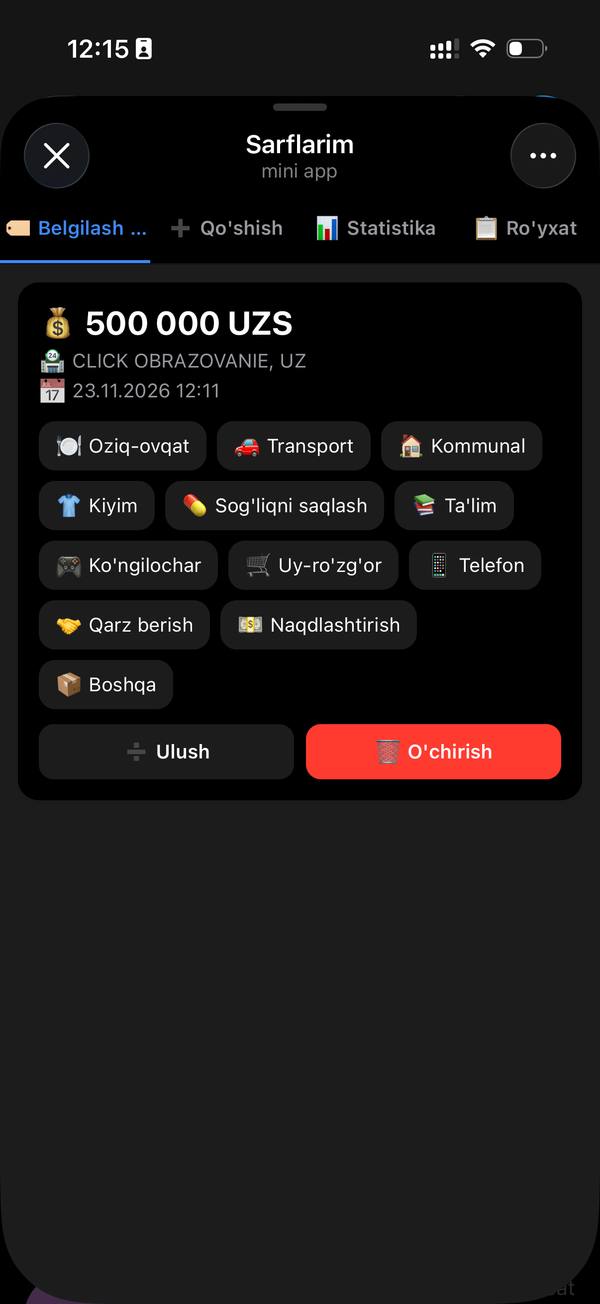 12:15
Sarflarim
mini app
Belgilash ...
Qo'shish
Statistika
Ro'yxat
500 000 UZS
24
CLICK OBRAZOVANIE, UZ
17
23.11.2026 12:11
Oziq-ovqat
Transport
Kommunal
Kiyim
Sog'liqni saqlash
Ta'lim
Ko'ngilochar
Uy-ro'zg'or
Telefon
Qarz berish
Naqdlashtirish
Boshqa
Ulush
O'chirish